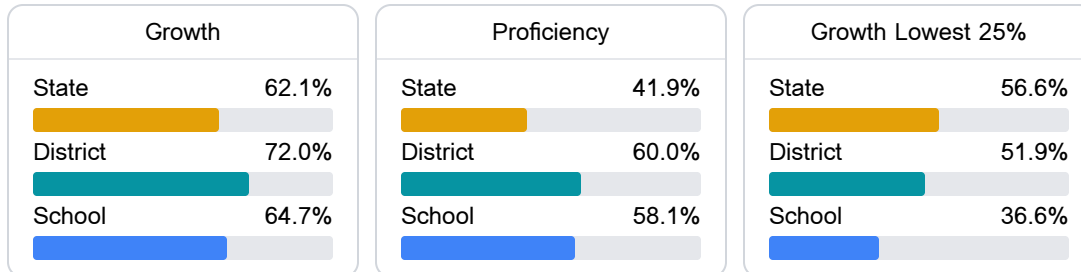 Growth
State 62.1%
District 72.0%
School 64.7%
Proficiency
State 41.9%
District 60.0%
School 58.1%
Growth Lowest 25%
State 56.6%
District 51.9%
School 36.6%